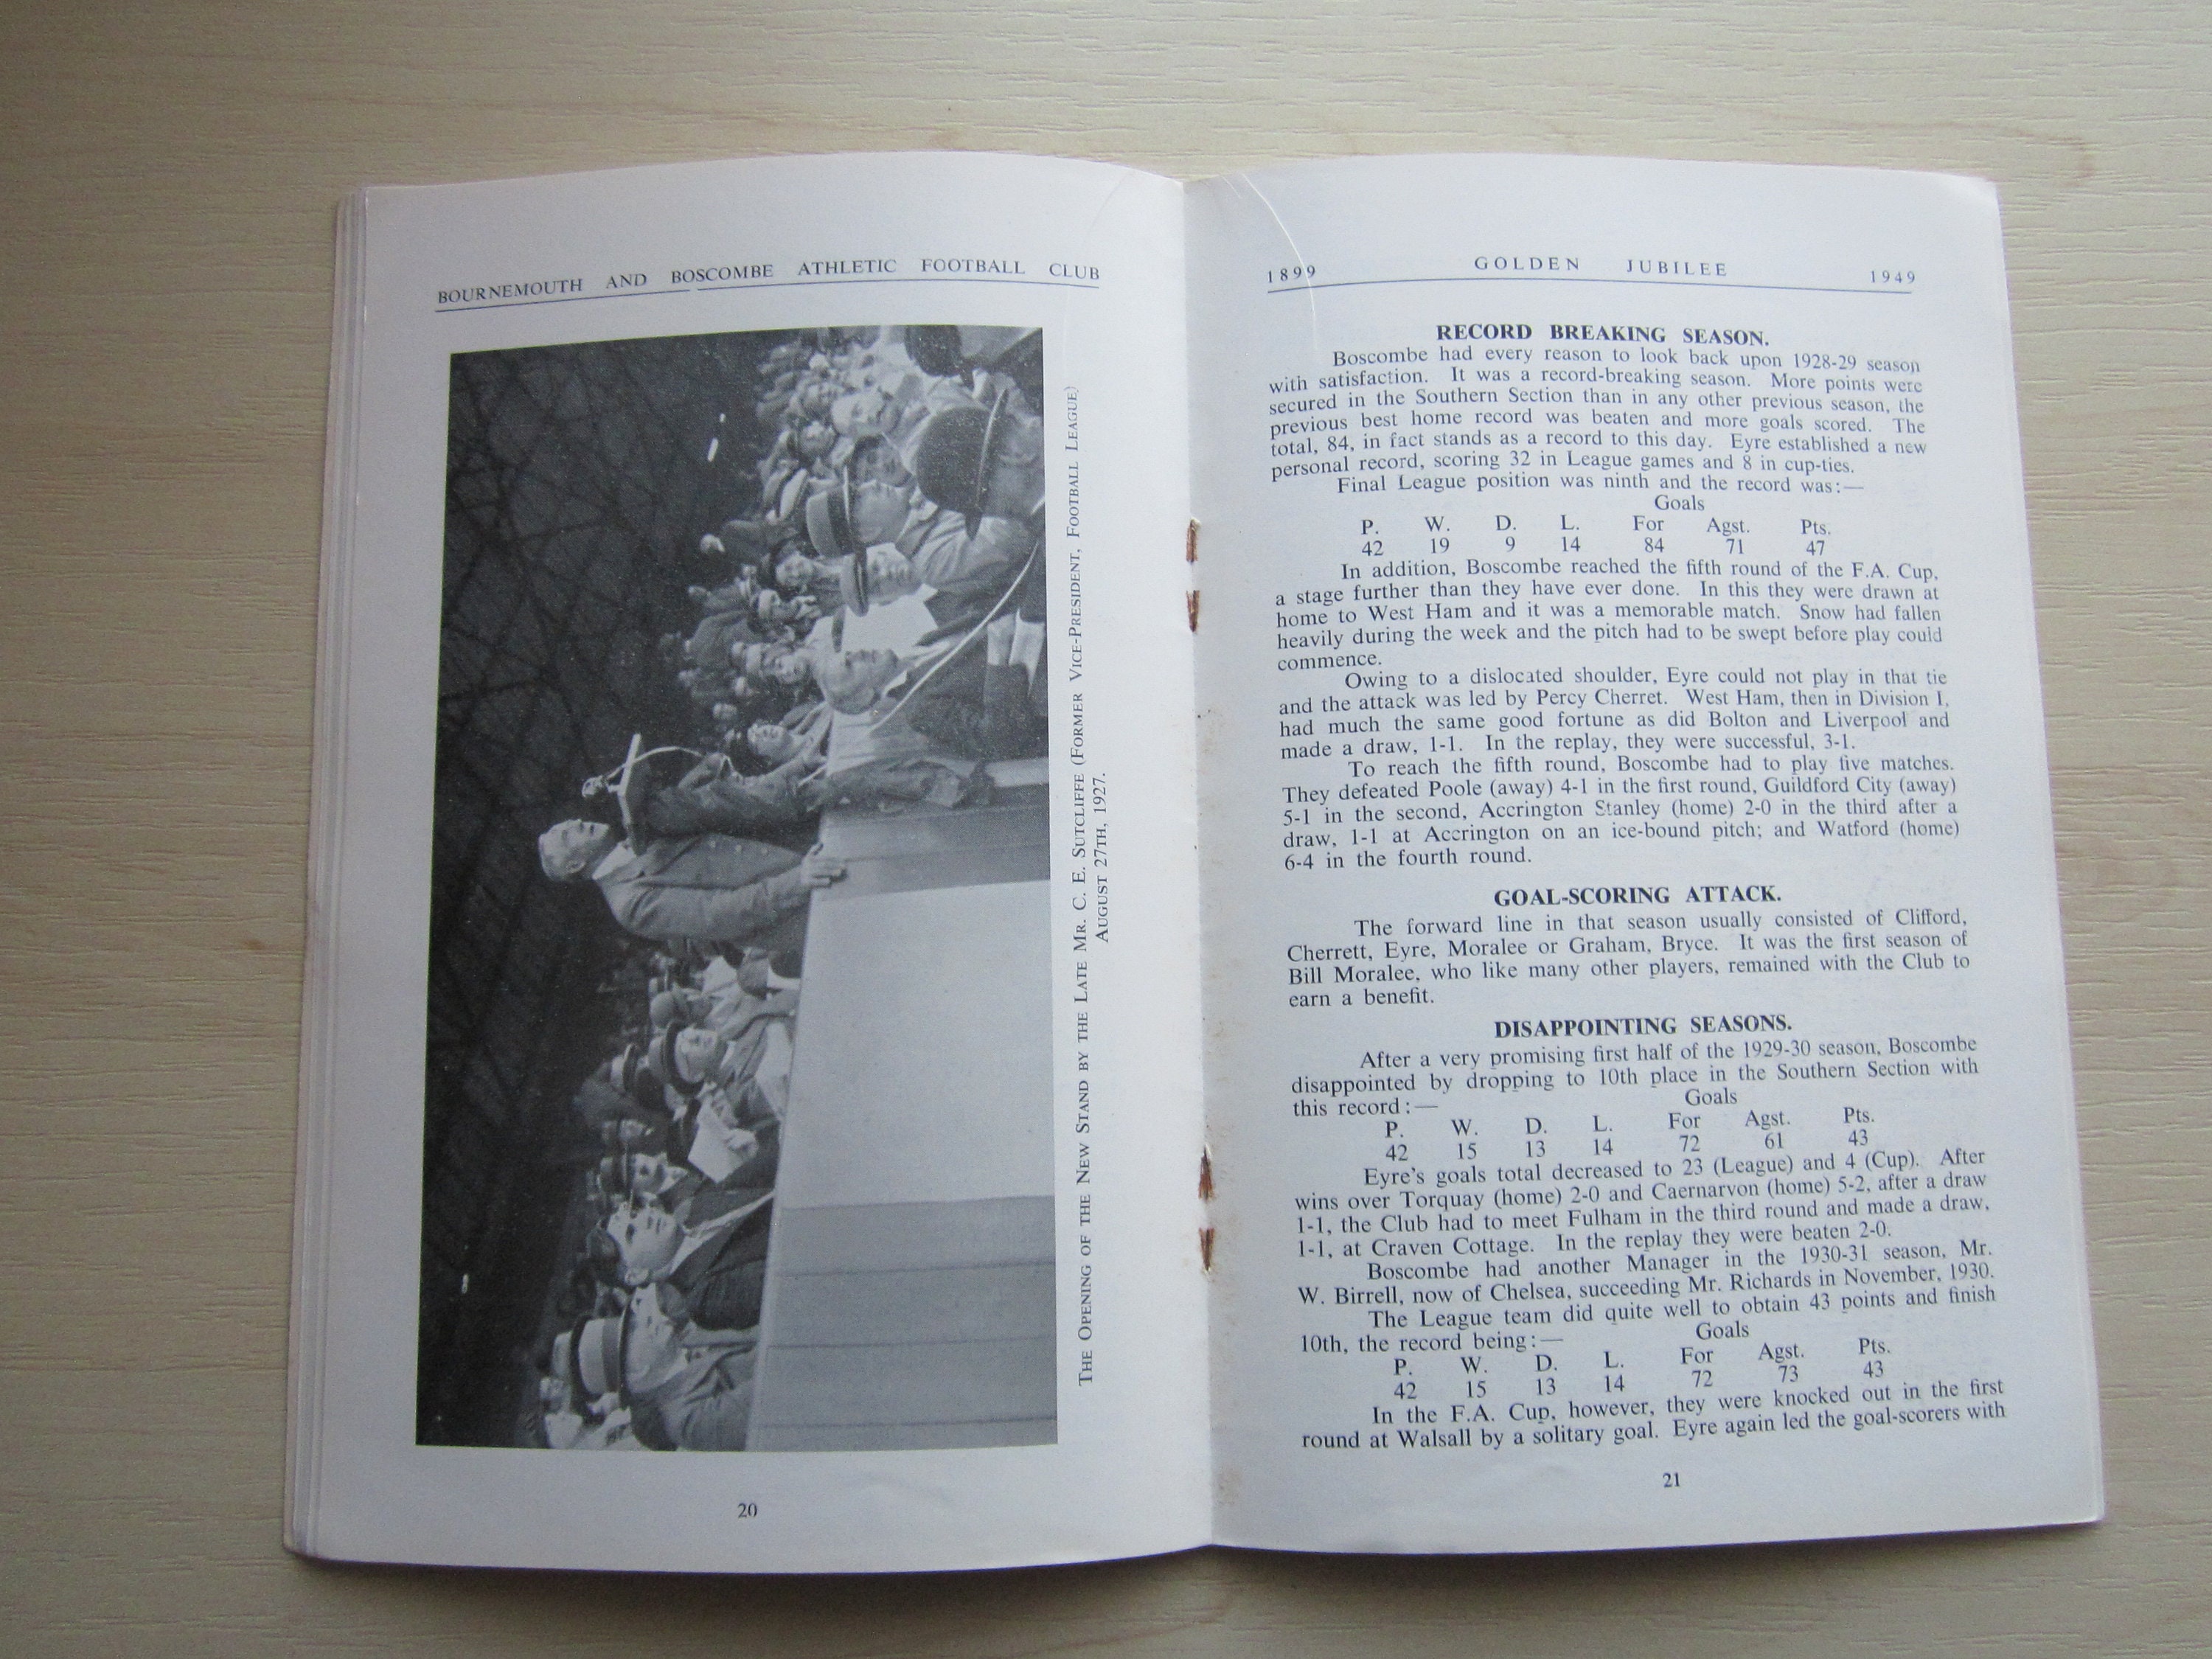 BOURNEMOUTH AND BOSCOMBE ATHLETIC FOOTBALL CLUB
THE OPENING OF THE NEW STAND BY THE LATE MR. C. E. SUTCLIFFE (FORMER VICE-PRESIDENT, FOOTBALL LEAGUE)
AUGUST 27TH, 1927.
20
1899 GOLDEN JUBILEE 1949
RECORD BREAKING SEASON.
Boscombe had every reason to look back upon 1928-29 season
with satisfaction. It was a record-breaking season. More points were
secured in the Southern Section than in any other previous season, the
previous best home record was beaten and more goals scored. The
total, 84, in fact stands as a record to this day. Eyre established a new
personal record, scoring 32 in League games and 8 in cup-ties.
Final League position was ninth and the record was:—
Goals
P. W. D. L. For Agst. Pts.
42 19 9 14 84 71 47
In addition, Boscombe reached the fifth round of the F.A. Cup,
a stage further than they have ever done. In this they were drawn at
home to West Ham and it was a memorable match. Snow had fallen
heavily during the week and the pitch had to be swept before play could
commence.
Owing to a dislocated shoulder, Eyre could not play in that tie
and the attack was led by Percy Cherret. West Ham, then in Division I,
had much the same good fortune as did Bolton and Liverpool and
made a draw, 1-1. In the replay, they were successful, 3-1.
To reach the fifth round, Boscombe had to play five matches.
They defeated Poole (away) 4-1 in the first round, Guildford City (away)
5-1 in the second, Accrington Stanley (home) 2-0 in the third after a
draw, 1-1 at Accrington on an ice-bound pitch; and Watford (home)
6-4 in the fourth round.
GOAL-SCORING ATTACK.
The forward line in that season usually consisted of Clifford,
Cherrett, Eyre, Moralee or Graham, Bryce. It was the first season of
Bill Moralee, who like many other players, remained with the Club to
earn a benefit.
DISAPPOINTING SEASONS.
After a very promising first half of the 1929-30 season, Boscombe
disappointed by dropping to 10th place in the Southern Section with
this record:— Goals
P. W. D. L. For Agst. Pts.
42 15 13 14 72 61 43
Eyre's goals total decreased to 23 (League) and 4 (Cup). After
wins over Torquay (home) 2-0 and Caernarvon (home) 5-2, after a draw
1-1, the Club had to meet Fulham in the third round and made a draw,
1-1, at Craven Cottage. In the replay they were beaten 2-0.
Boscombe had another Manager in the 1930-31 season, Mr.
W. Birrell, now of Chelsea, succeeding Mr. Richards in November, 1930.
The League team did quite well to obtain 43 points and finish
10th, the record being:— Goals
P. W. D. L. For Agst. Pts.
42 15 13 14 72 73 43
In the F.A. Cup, however, they were knocked out in the first
round at Walsall by a solitary goal. Eyre again led the goal-scorers with
21